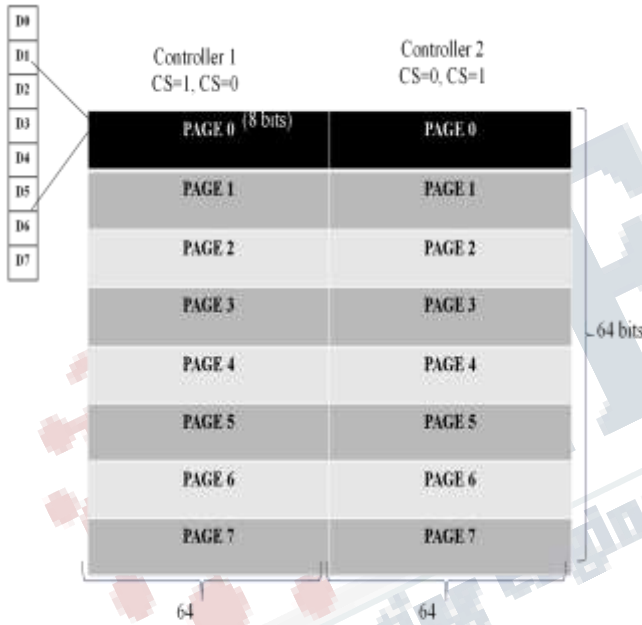 D0
D1
D2
D3
D4
D5
D6
D7
Controller 1
CS=1, CS=0
Controller 2
CS=0, CS=1
PAGE 0 (8 bits)
PAGE 0
PAGE 1
PAGE 1
PAGE 2
PAGE 2
PAGE 3
PAGE 3
PAGE 4
PAGE 4
PAGE 5
PAGE 5
PAGE 6
PAGE 6
PAGE 7
PAGE 7
64 bits
64
64